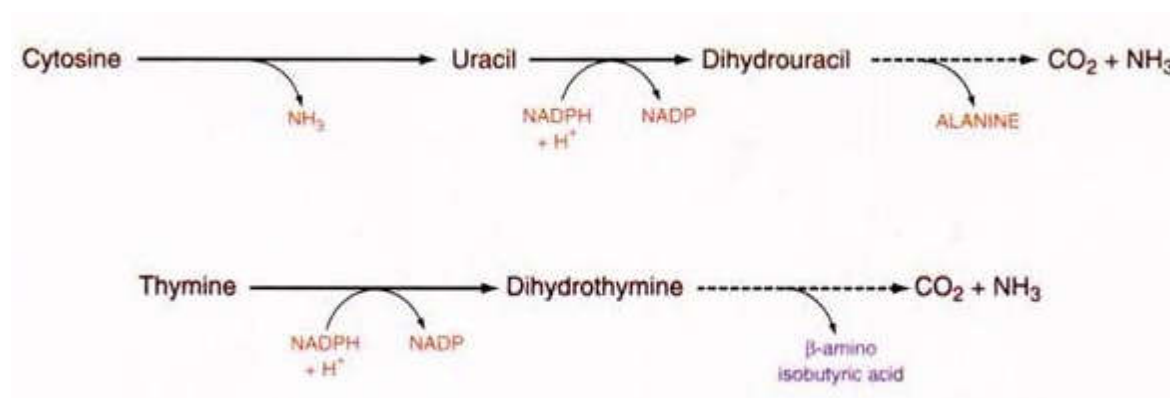 Cytosine Uracil Dihydrouracil CO₂ + NH₃
NH₃ NADPH NADP ALANINE
+ H⁺
Thymine Dihydrothymine CO₂ + NH₃
NADPH NADP β-amino
+ H⁺ isobutyric acid